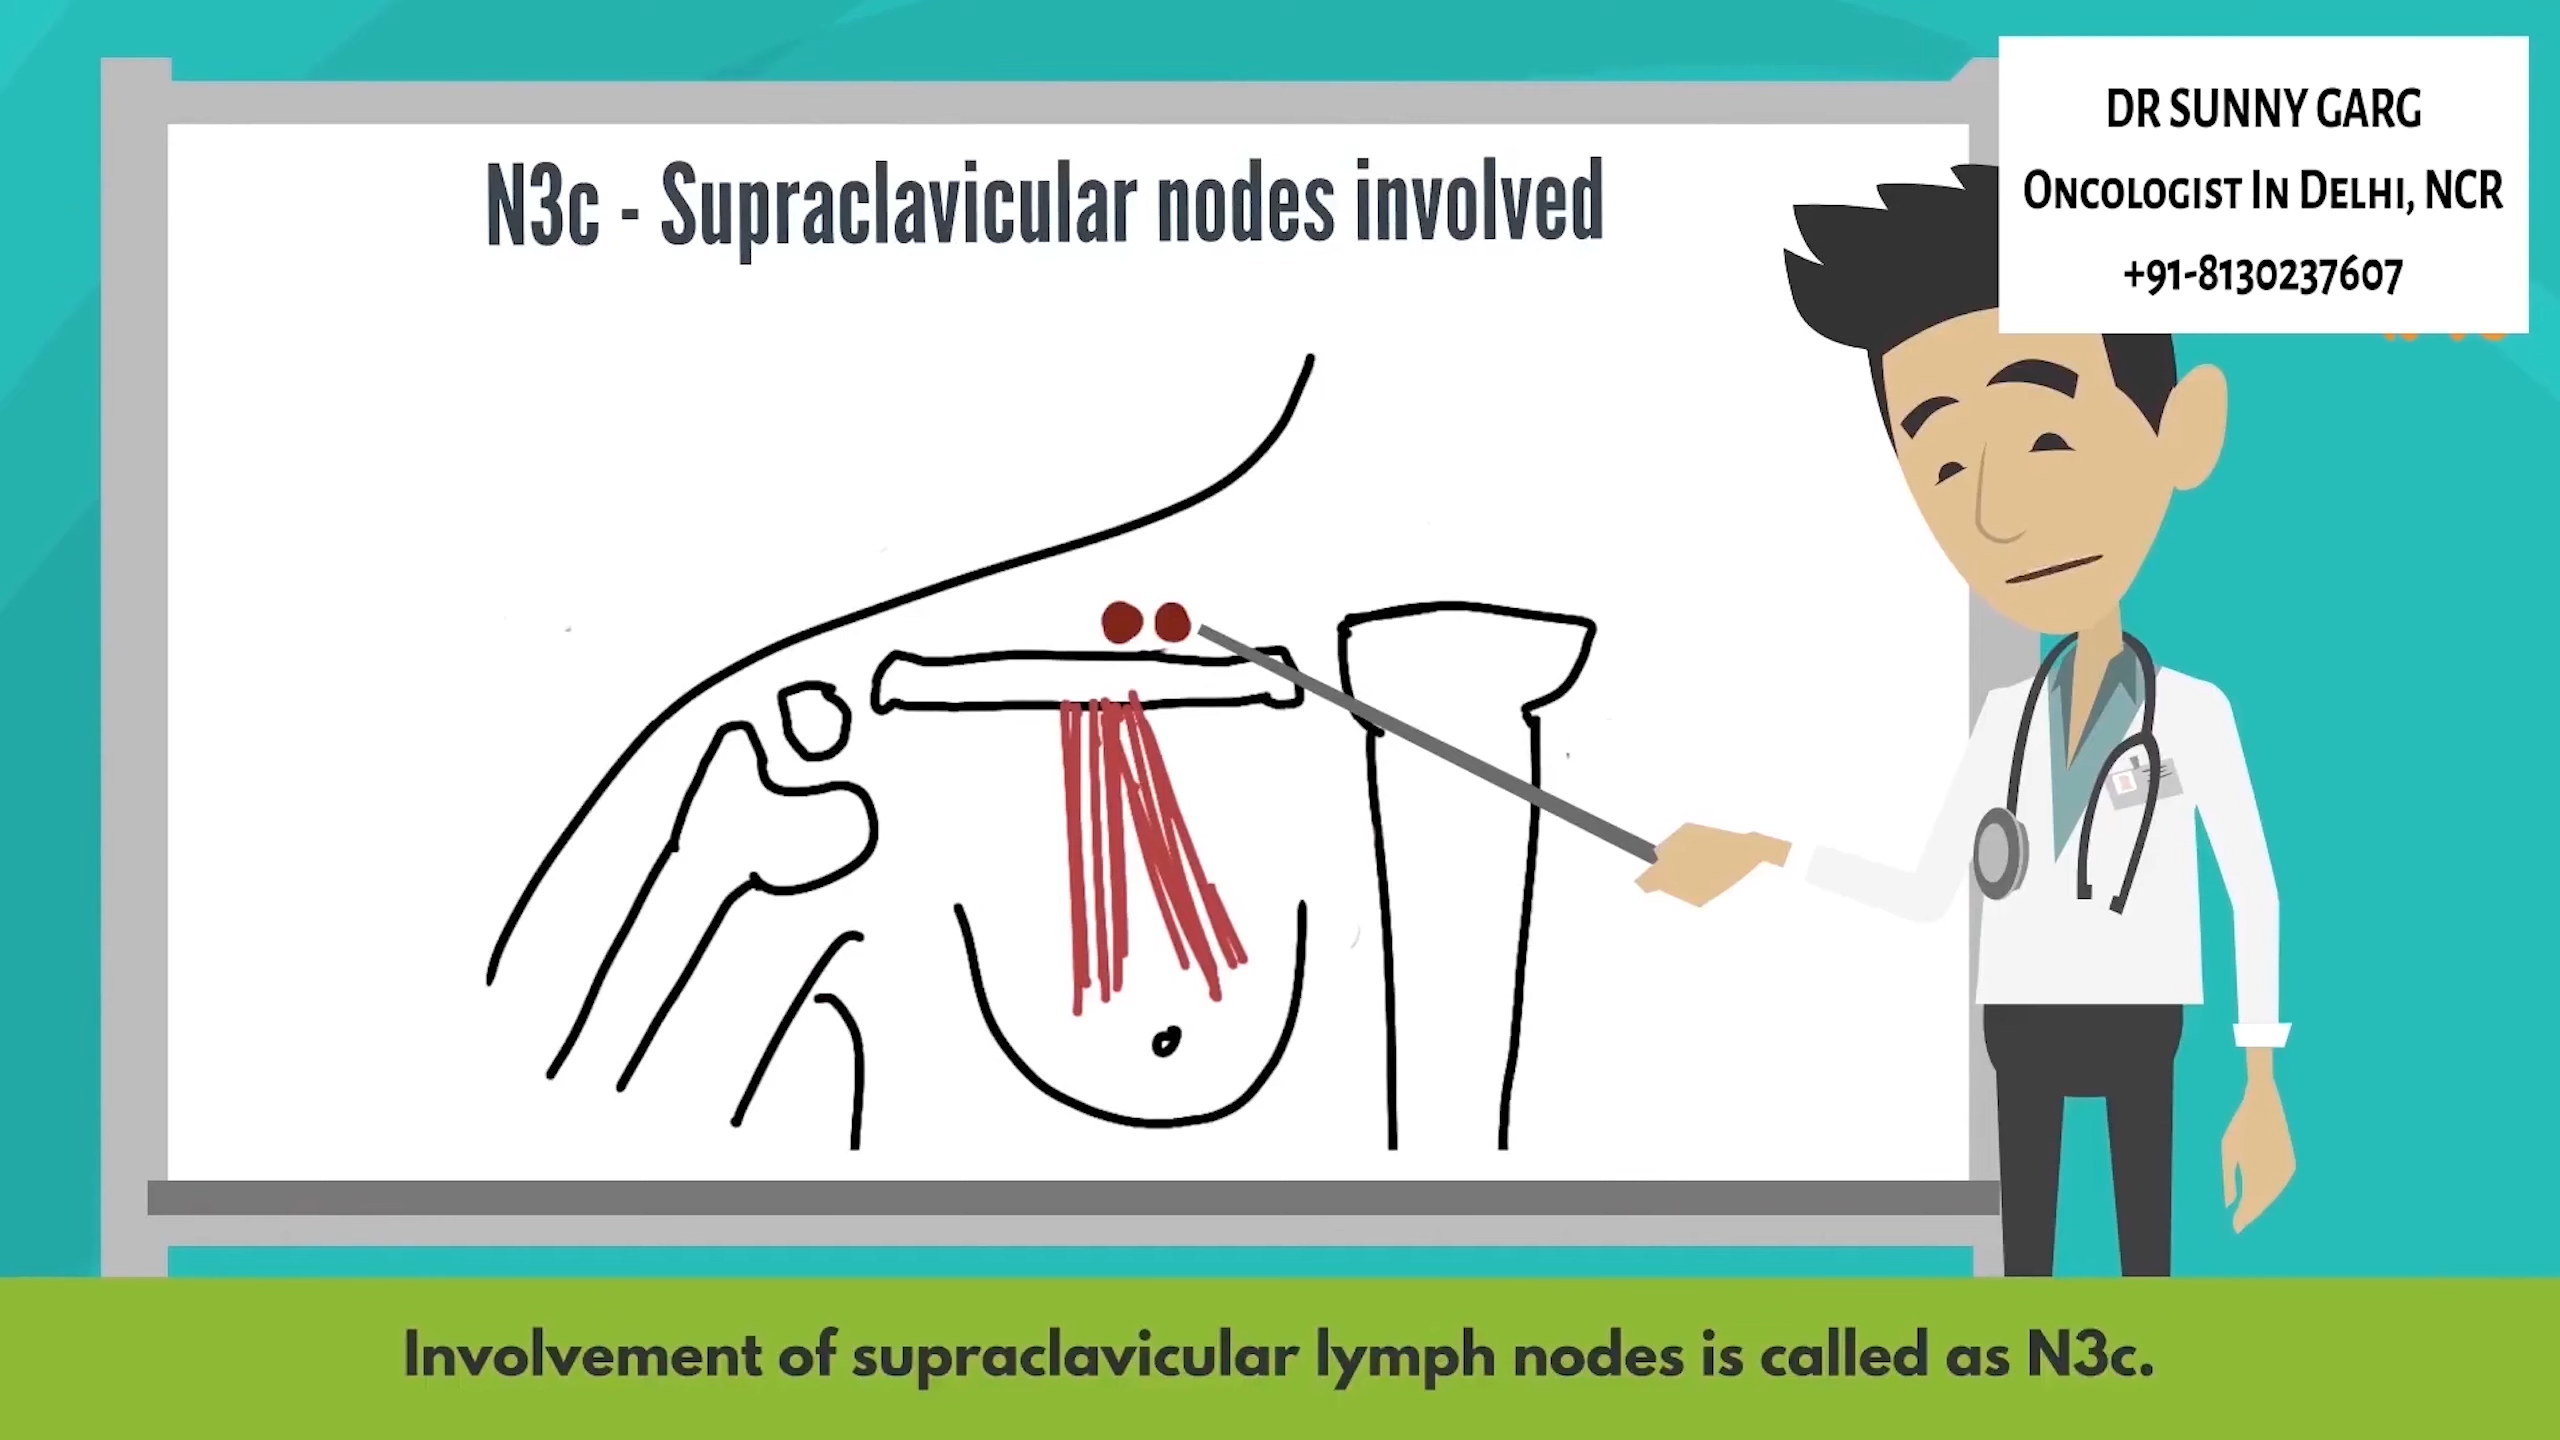 DR SUNNY GARG
ONCOLOGIST IN DELHI, NCR
+91-8130237607
N3c - Supraclavicular nodes involved
Involvement of supraclavicular lymph nodes is called as N3c.